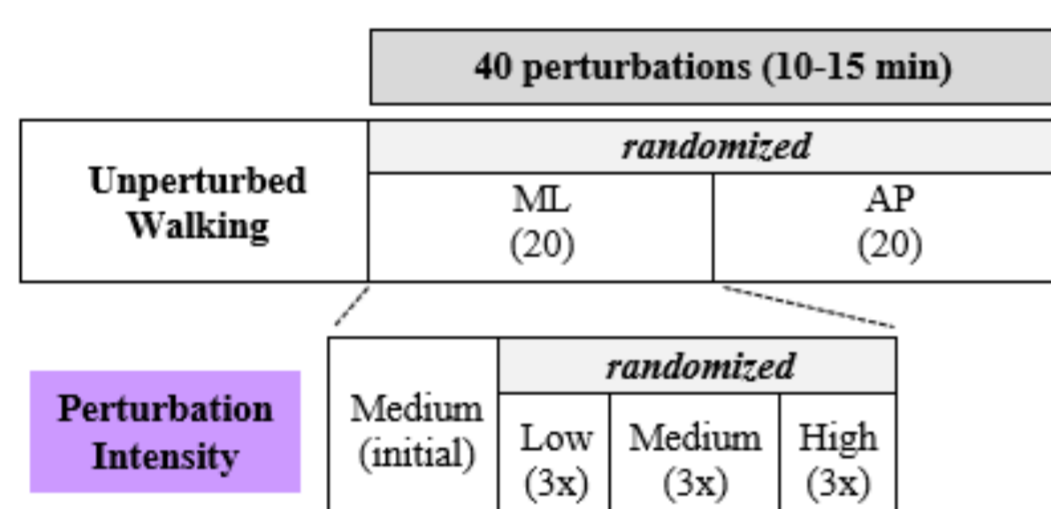 40 perturbations (10-15 min)
randomized
Unperturbed
Walking
ML
(20)
AP
(20)
Perturbation
Intensity
Medium
(initial)
randomized
Low
(3x)
Medium
(3x)
High
(3x)